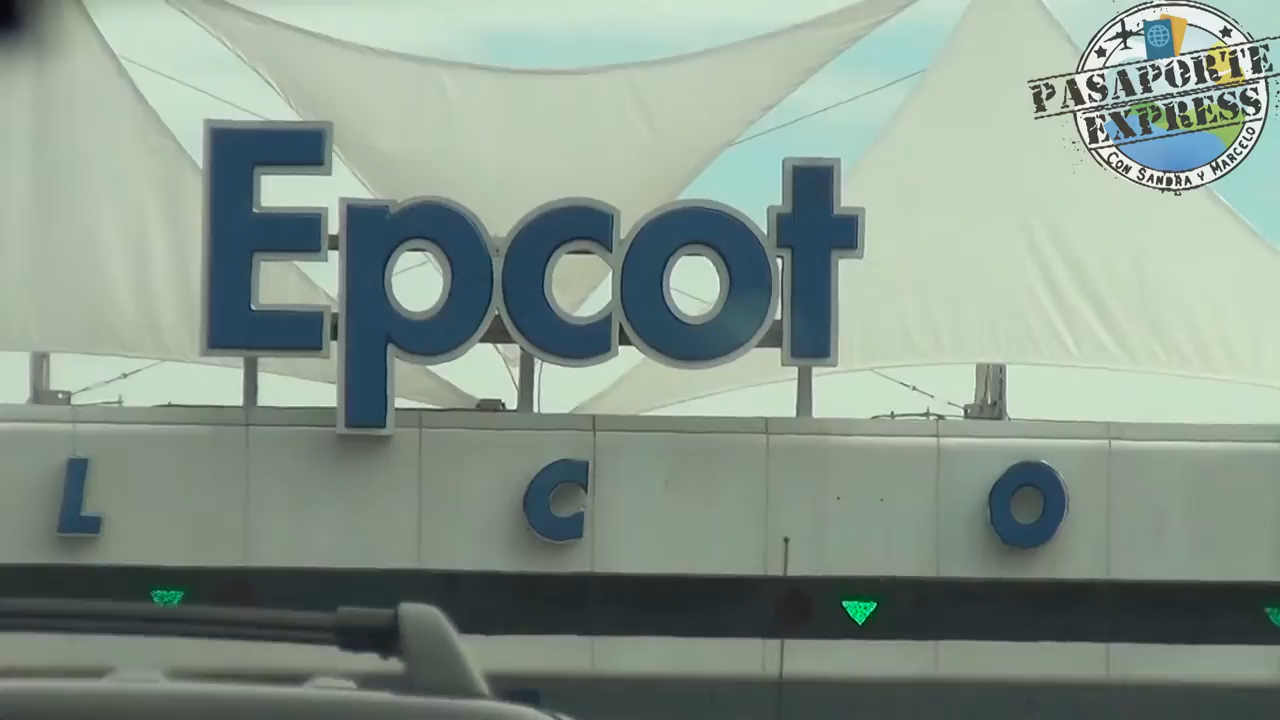 PASAPORTE
EXPRESS
CON SANDRA Y MARCELO
Epcot
L C O